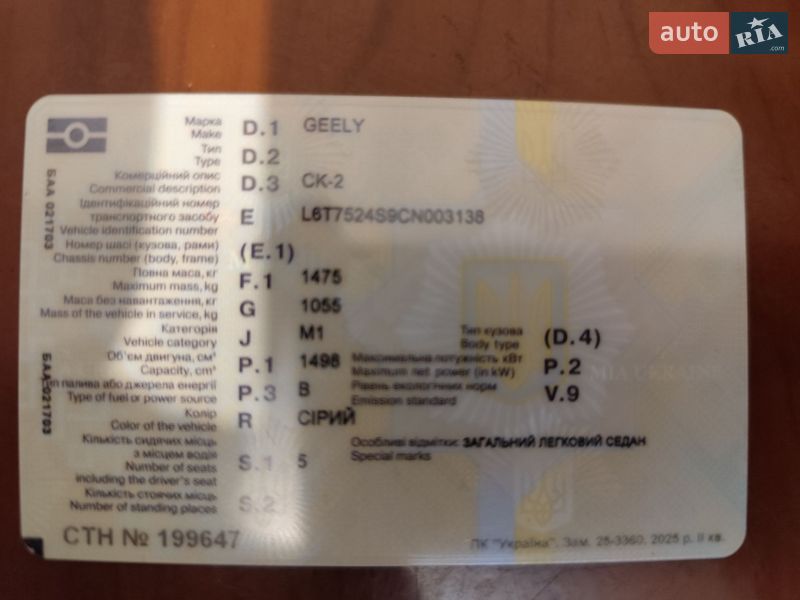 auto RIA .com
Марка D.1 GEELY
Make
Тип D.2
Type
Комерційний опис D.3 CK-2
Commercial description
Ідентифікаційний номер
транспортного засобу E L6T7524S9CN003138
Vehicle identification number
Номер шасі (кузова, рами) (E.1)
Chassis number (body, frame)
Повна маса, кг F.1 1475
Maximum mass, kg
Маса без навантаження, кг G 1055
Mass of the vehicle in service, kg
Категорія J M1 Тип кузова (D.4)
Vehicle category Body type
Об'єм двигуна, см³ P.1 1498 Максимальна потужність кВт P.2
Capacity, cm³ Maximum net power (in kW)
Тип палива або джерела енергії P.3 B Рівень екологічних норм V.9
Type of fuel or power source Emission standard
Колір R СІРИЙ
Color of the vehicle
Кількість сидячих місць Особливі відмітки: ЗАГАЛЬНИЙ ЛЕГКОВИЙ СЕДАН
з місцем водія S.1 5 Special marks
Number of seats
including the driver's seat
Кількість стоячих місць S.2
Number of standing places
СТН № 199647
ПК "Україна". Зам. 25-3360, 2025 р. II кв.
БАА 021703
БАА 021703